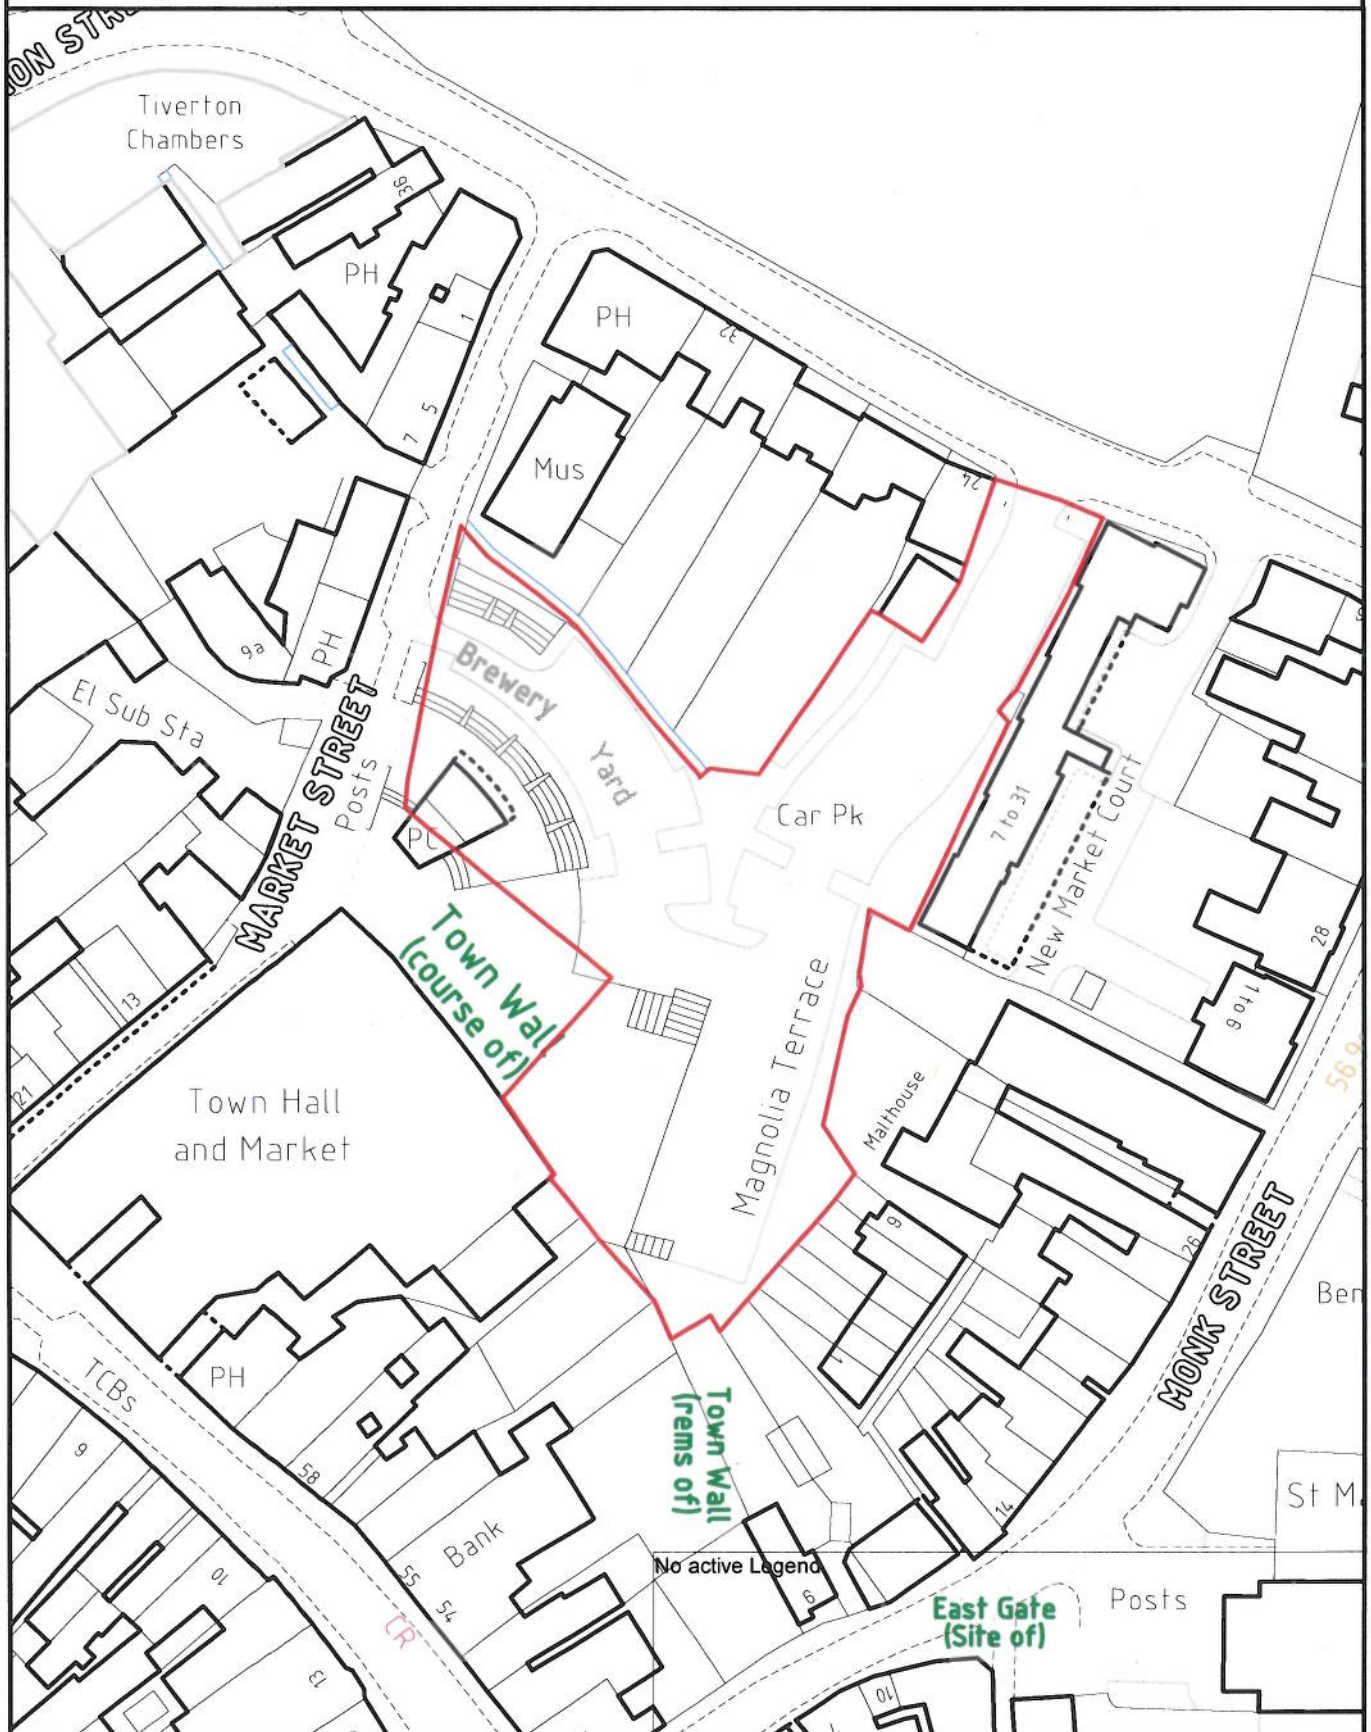 ION STR
Tiverton
Chambers
36
PH
1
5
7
PH
32
Mus
24
9a
PH
El Sub Sta
MARKET STREET
Posts
PC
Brewery
Yard
Car Pk
7 to 31
New Market Court
28
1 to 6
13
21
Town Wall
(course of)
Town Hall
and Market
Magnolia Terrace
Malthouse
9
1
26
MONK STREET
Ben
PH
TCBs
9
58
10
Bank
55
54
CR
13
Town Wall
(rems of)
14
St M
No active Legend
9
East Gate
(Site of)
Posts
10